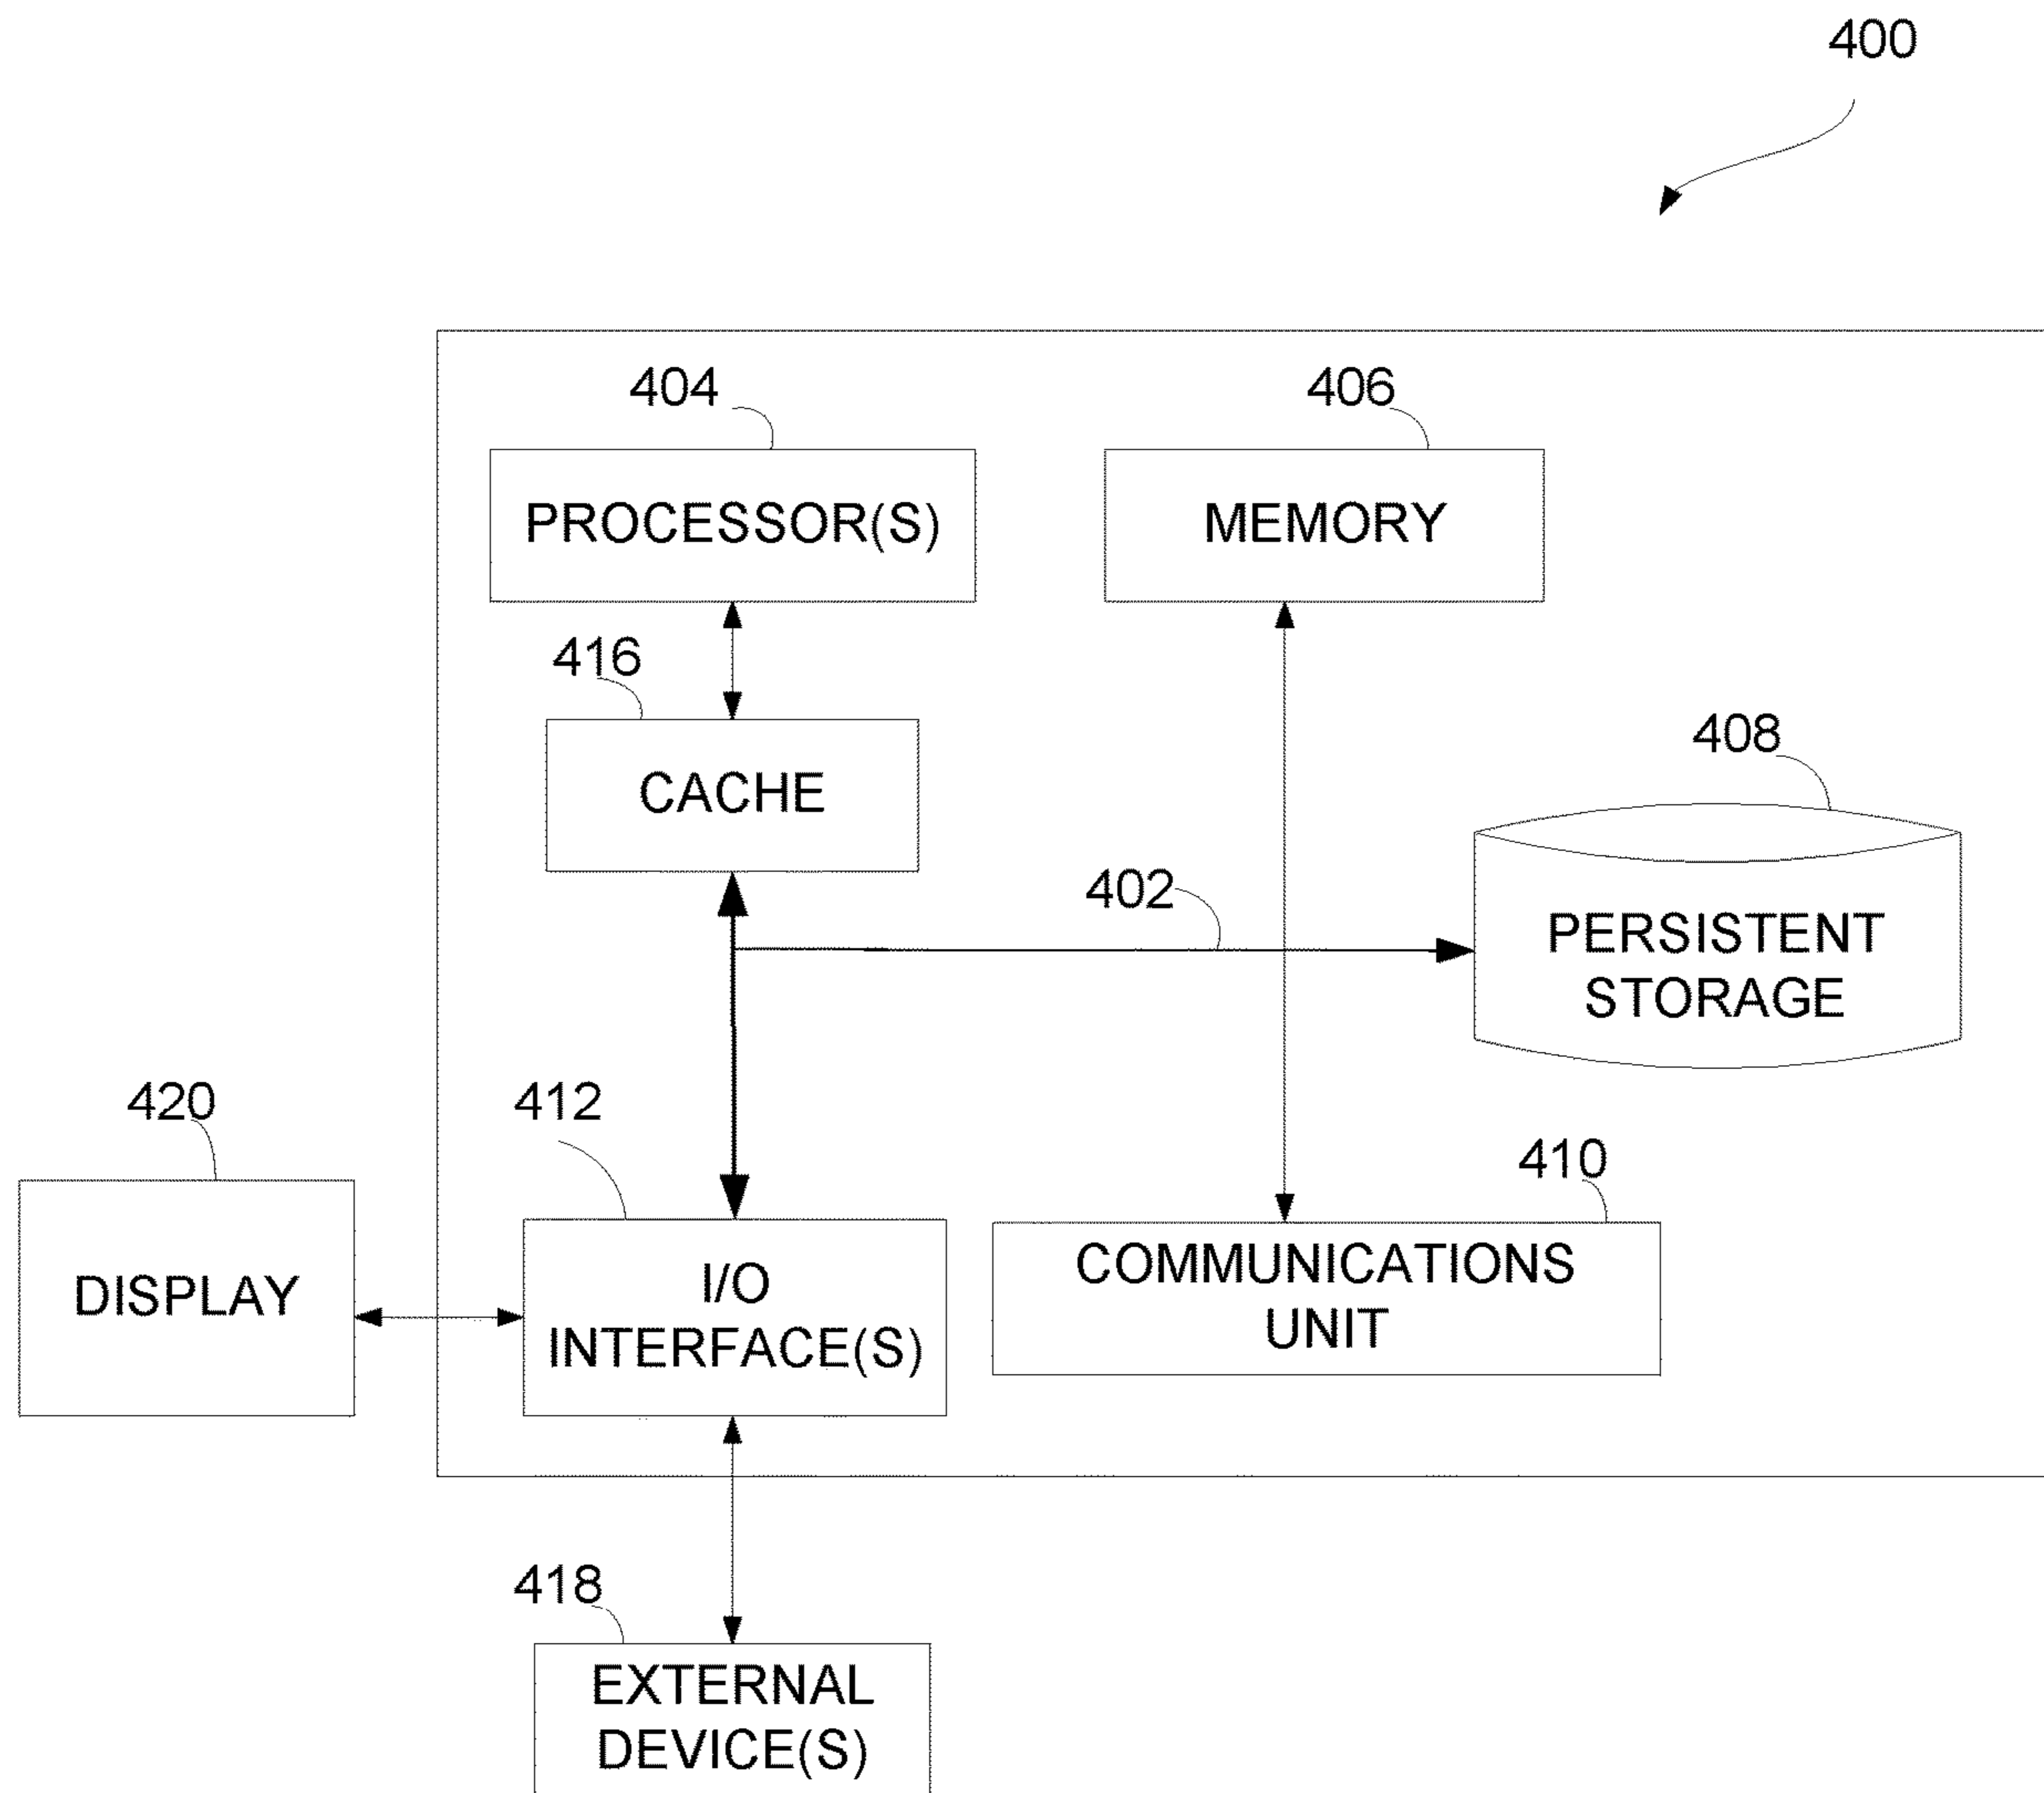 400
404
406
PROCESSOR(S)
MEMORY
416
CACHE
408
402
PERSISTENT
STORAGE
420
412
410
DISPLAY
I/O
INTERFACE(S)
COMMUNICATIONS
UNIT
418
EXTERNAL
DEVICE(S)